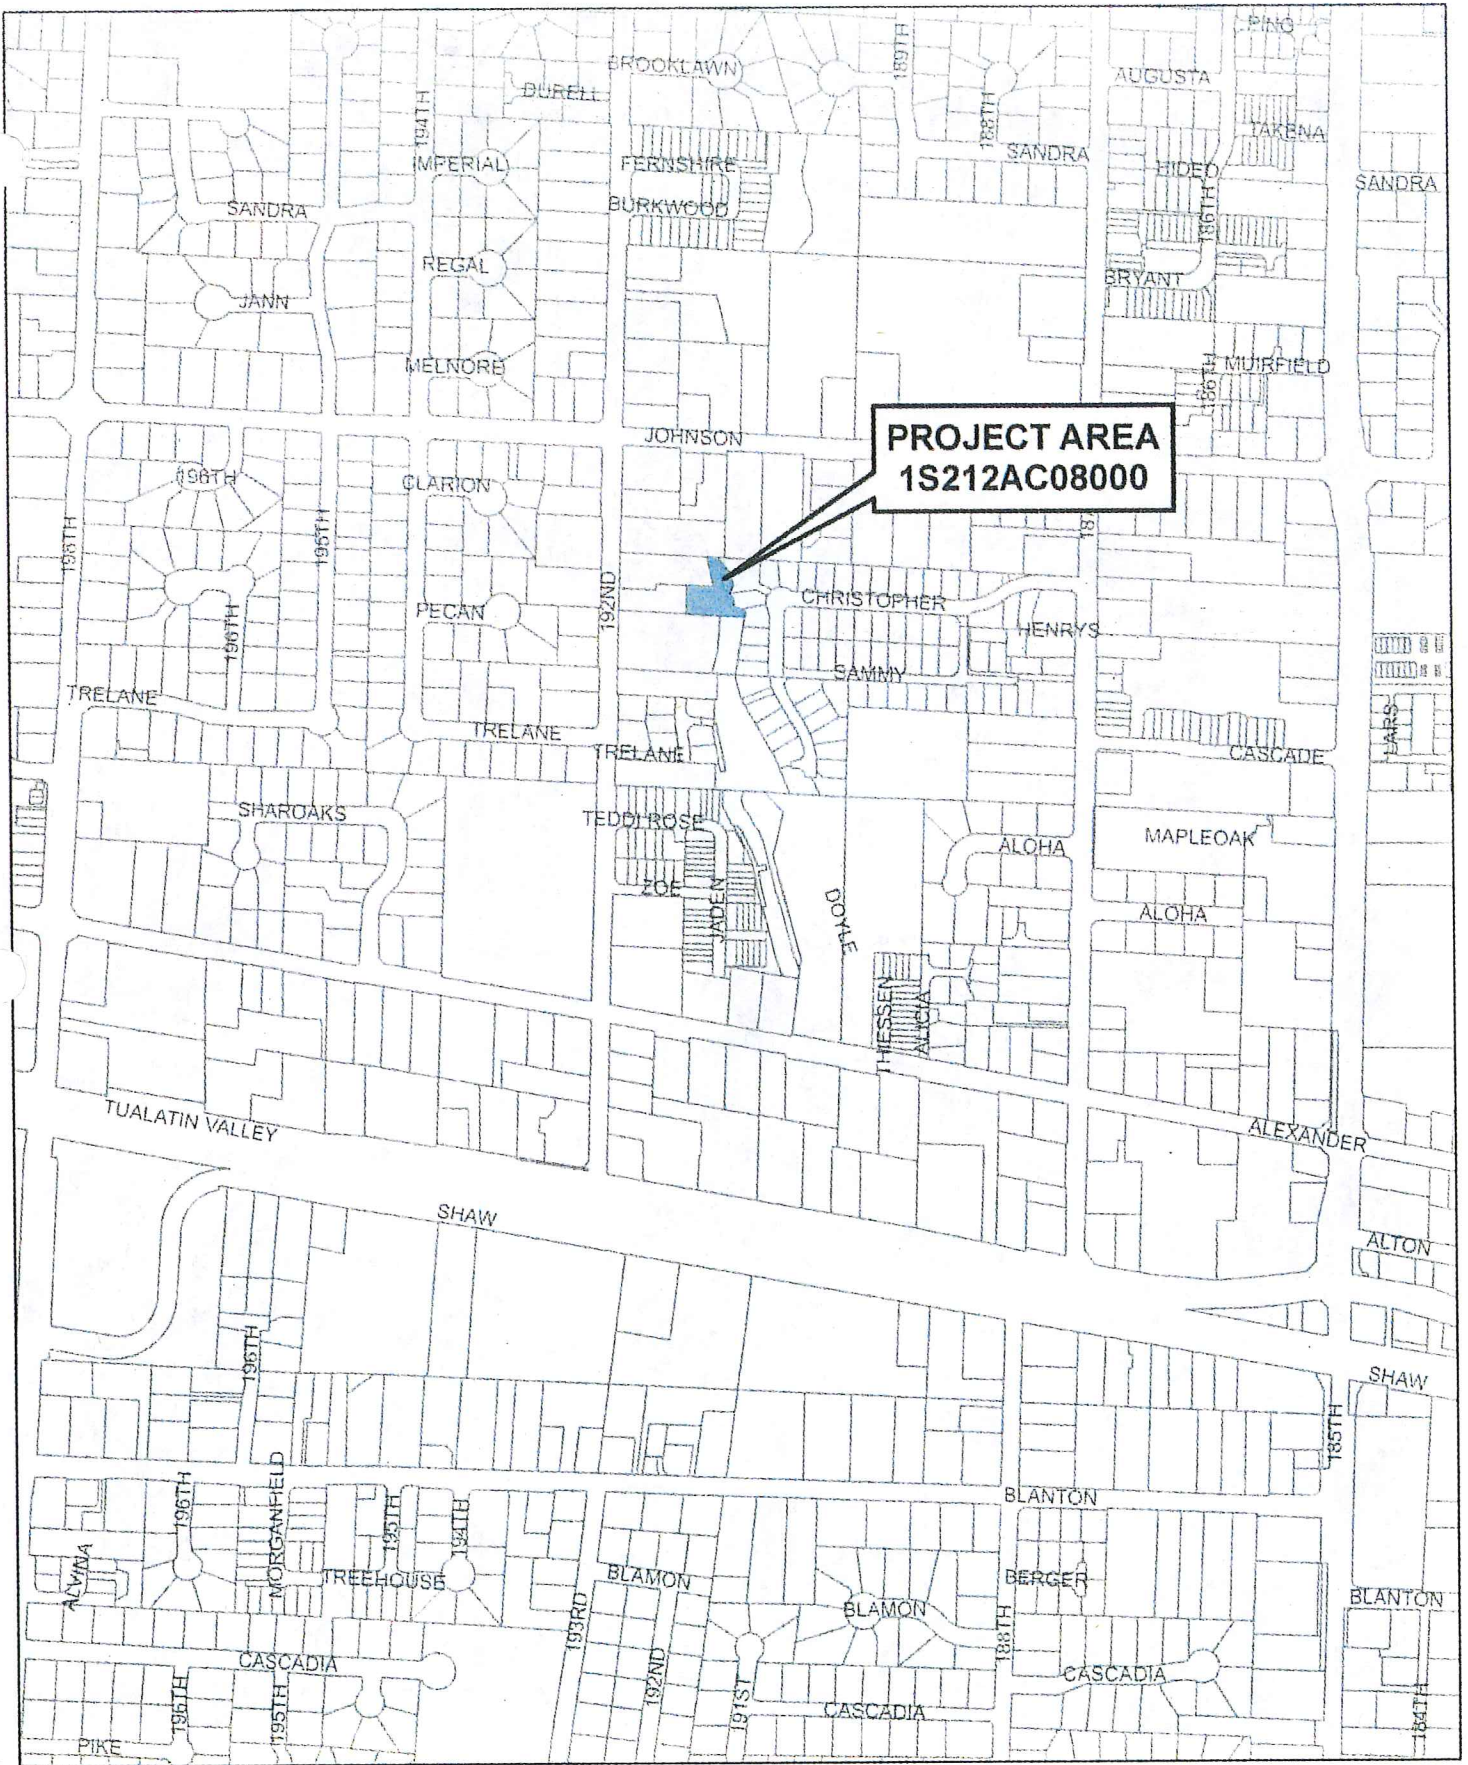 PING
BROOKLAWN
189TH
AUGUSTA
DURELL
194TH
188TH
TAKENA
SANDRA
IMPERIAL
FERNSHIRE
HIDEO
SANDRA
SANDRA
BURKWOOD
186TH
REGAL
BRYANT
JANN
MELNORE
186TH
MUIRFIELD
JOHNSON
PROJECT AREA
1S212AC08000
196TH
CLARION
198TH
195TH
192ND
CHRISTOPHER
PECAN
196TH
HENRYS
SAMMY
TRELANE
TRELANE
TRELANE
LARS
CASCADE
SHAROAKS
TEDDI ROSE
ALOHA
MAPLEOAK
ZOE
JADEN
DOYLE
ALOHA
THIESSEN
ALICIA
TUALATIN VALLEY
ALEXANDER
SHAW
ALTON
196TH
SHAW
185TH
BLANTON
196TH
MORGANFIELD
195TH
194TH
ALVINA
TREEHOUSE
BLAMON
BERGER
BLANTON
BLAMON
193RD
188TH
CASCADIA
CASCADIA
192ND
196TH
195TH
191ST
CASCADIA
184TH
PIKE